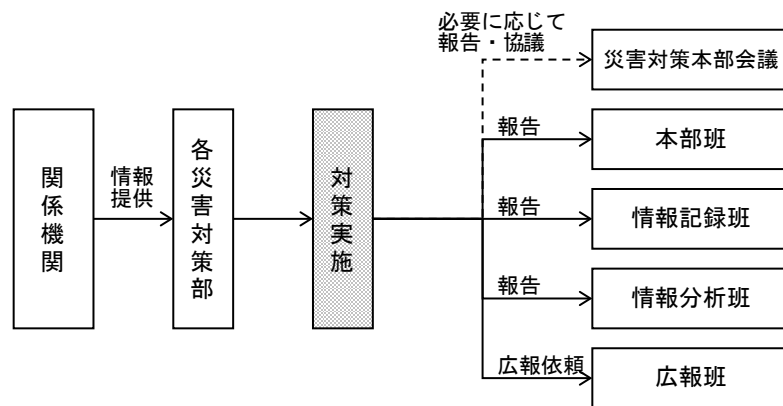 関係機関
情報
提供
各災害対策部
対策実施
必要に応じて
報告・協議
災害対策本部会議
報告
本部班
報告
情報記録班
報告
情報分析班
広報依頼
広報班